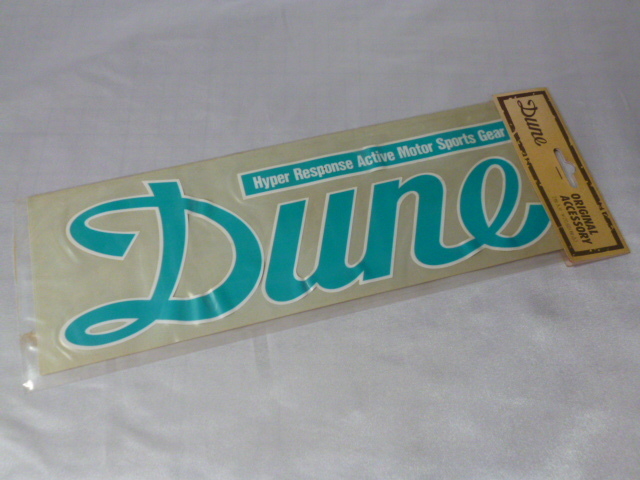 Hyper Response Active Motor Sports Gear
Dune
Dune
ORIGINAL
ACCESSORY